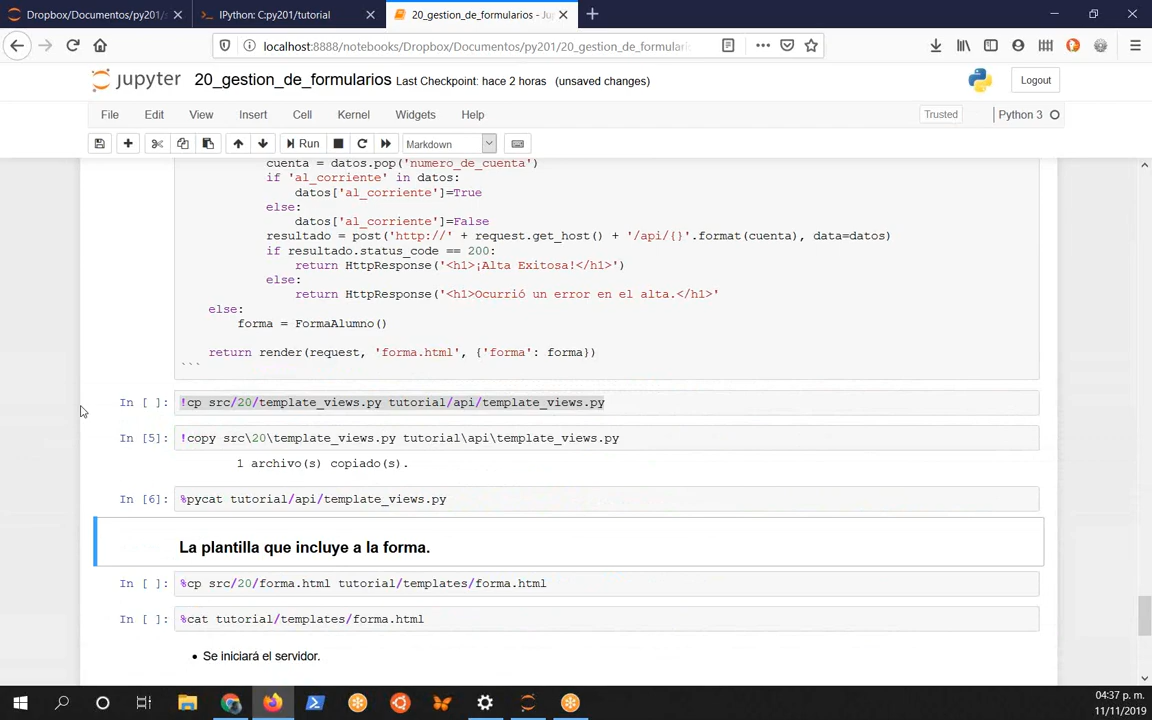 Dropbox/Documentos/py201/
IPython: Cpy201/tutorial
20_gestion_de_formularios - Ju
localhost:8888/notebooks/Dropbox/Documentos/py201/20_gestion_de_formulari
jupyter 20_gestion_de_formularios Last Checkpoint: hace 2 horas (unsaved changes)
Logout
File Edit View Insert Cell Kernel Widgets Help
Trusted
Python 3
Run
Markdown
cuenta = datos.pop('numero_de_cuenta')
if 'al_corriente' in datos:
datos['al_corriente']=True
else:
datos['al_corriente']=False
resultado = post('http://' + request.get_host() + '/api/{}'.format(cuenta), data=datos)
if resultado.status_code == 200:
return HttpResponse('<h1>¡Alta Exitosa!</h1>')
else:
return HttpResponse('<h1>Ocurrió un error en el alta.</h1>'
else:
forma = FormaAlumno()
return render(request, 'forma.html', {'forma': forma})
```
In [ ]: !cp src/20/template_views.py tutorial/api/template_views.py
In [5]: !copy src\20\template_views.py tutorial\api\template_views.py
1 archivo(s) copiado(s).
In [6]: %pycat tutorial/api/template_views.py
La plantilla que incluye a la forma.
In [ ]: %cp src/20/forma.html tutorial/templates/forma.html
In [ ]: %cat tutorial/templates/forma.html
• Se iniciará el servidor.
04:37 p. m.
11/11/2019